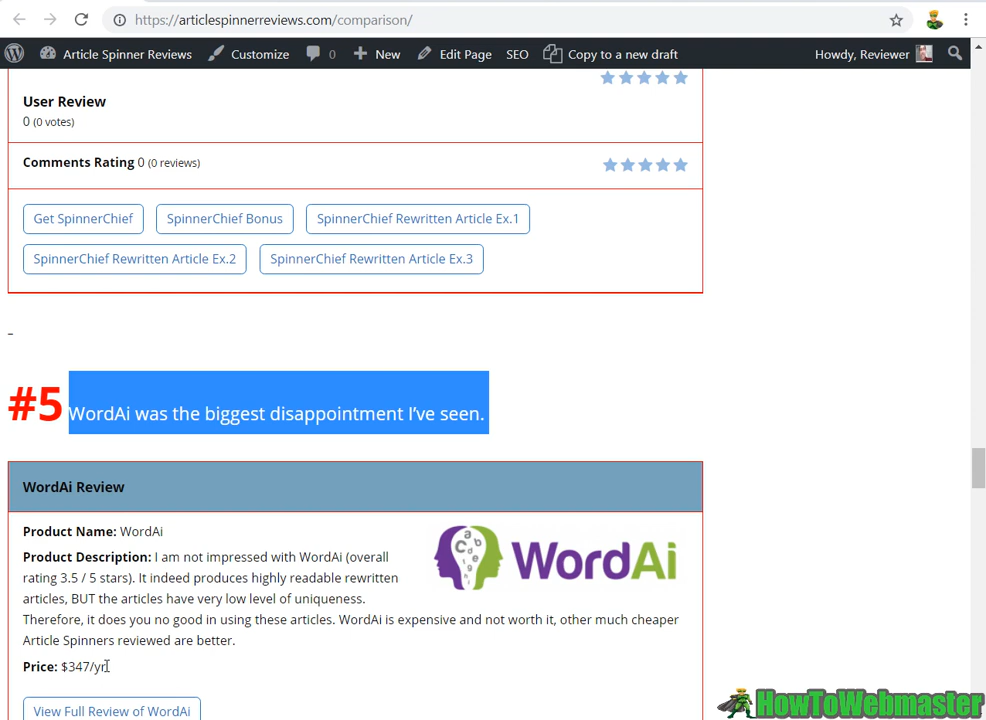 https://articlespinnerreviews.com/comparison/
Article Spinner Reviews Customize 0 New Edit Page SEO Copy to a new draft Howdy, Reviewer
User Review
0 (0 votes)
Comments Rating 0 (0 reviews)
Get SpinnerChief SpinnerChief Bonus SpinnerChief Rewritten Article Ex.1
SpinnerChief Rewritten Article Ex.2 SpinnerChief Rewritten Article Ex.3
-
#5 WordAi was the biggest disappointment I've seen.
WordAi Review
Product Name: WordAi
Product Description: I am not impressed with WordAi (overall
rating 3.5 / 5 stars). It indeed produces highly readable rewritten
articles, BUT the articles have very low level of uniqueness.
Therefore, it does you no good in using these articles. WordAi is expensive and not worth it, other much cheaper
Article Spinners reviewed are better.
WordAi
Price: $347/yr
View Full Review of WordAi
HowToWebmaster